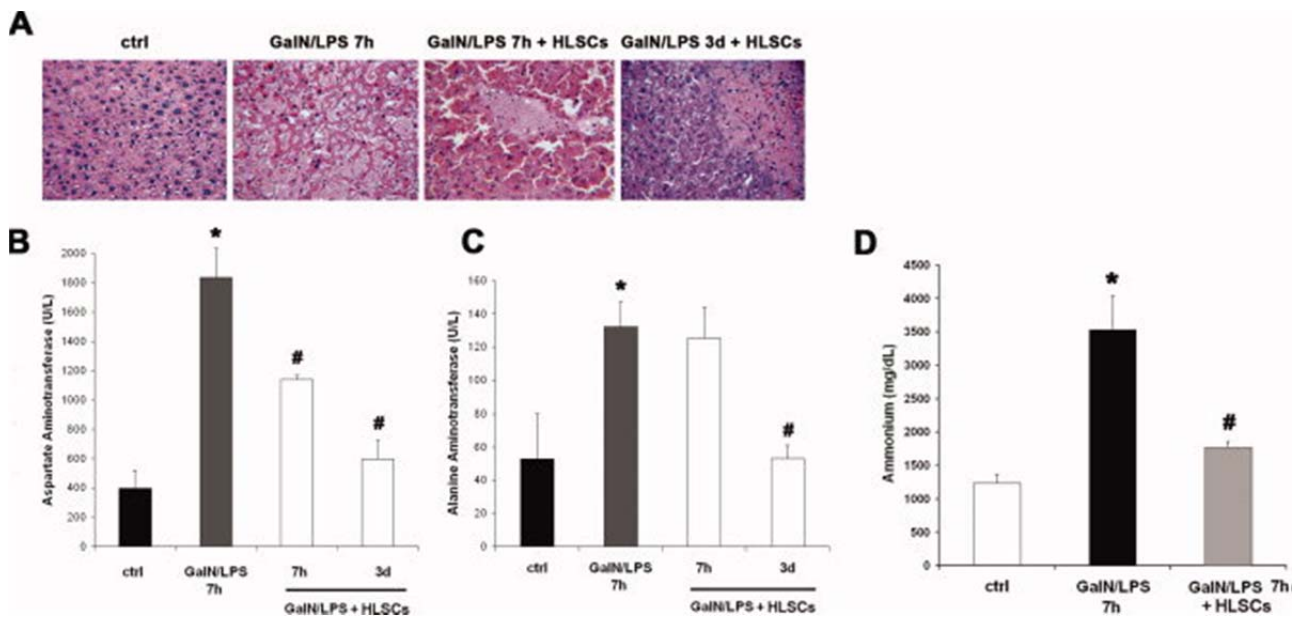 A
ctrl
GalN/LPS 7h
GalN/LPS 7h + HLSCs
GalN/LPS 3d + HLSCs
B
Aspartate Aminotransferase (U/L)
2000
1800
1600
1400
1200
1000
800
600
400
200
0
*
#
#
ctrl
GalN/LPS
7h
7h
3d
GalN/LPS + HLSCs
C
Alanine Aminotransferase (U/L)
160
140
120
100
80
60
40
20
0
*
#
ctrl
GalN/LPS
7h
7h
3d
GalN/LPS + HLSCs
D
Ammonium (mg/dL)
4500
4000
3500
3000
2500
2000
1500
1000
500
0
*
#
ctrl
GalN/LPS
7h
GalN/LPS 7h
+ HLSCs